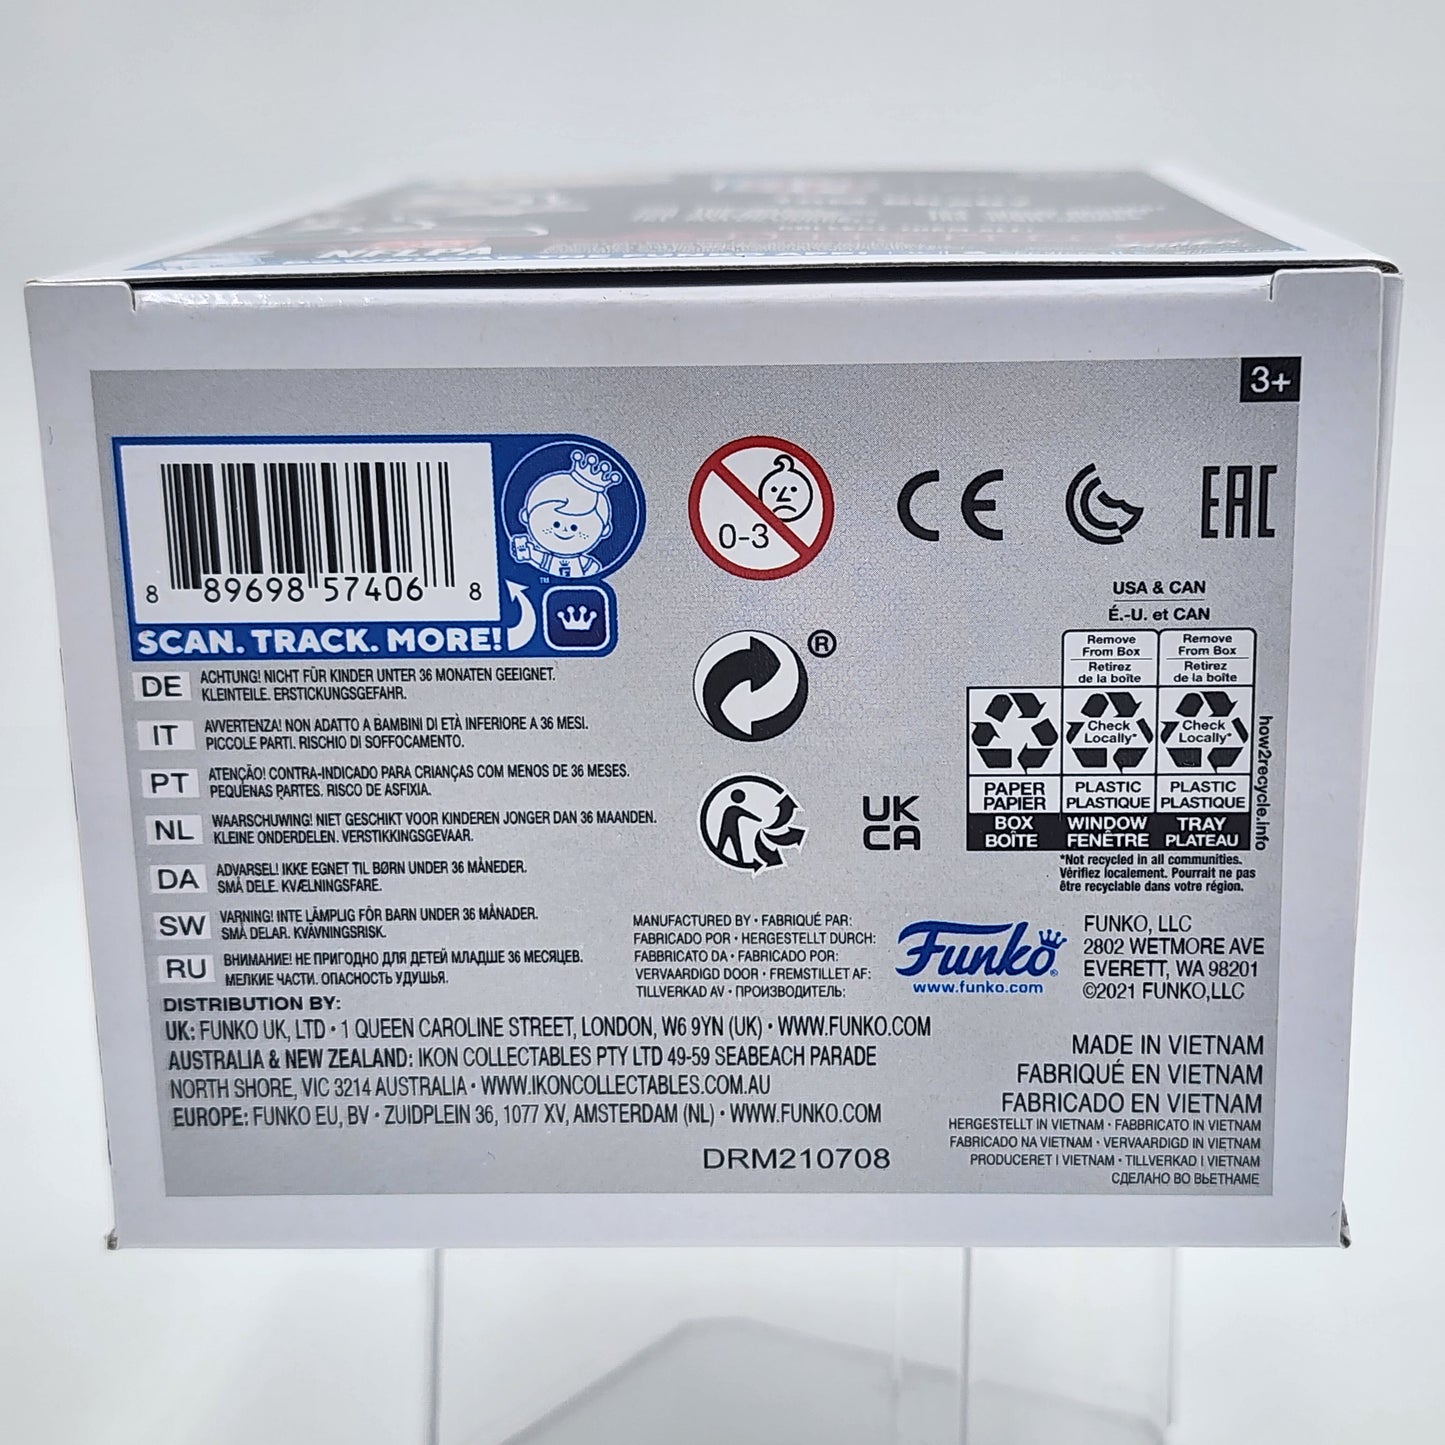 NFLPA
3+
8 89698 57406 8
TM
SCAN. TRACK. MORE!
0-3
CE
EAC
®
DE ACHTUNG! NICHT FÜR KINDER UNTER 36 MONATEN GEEIGNET.
KLEINTEILE. ERSTICKUNGSGEFAHR.
IT AVVERTENZA! NON ADATTO A BAMBINI DI ETÀ INFERIORE A 36 MESI.
PICCOLE PARTI. RISCHIO DI SOFFOCAMENTO.
PT ATENÇÃO! CONTRA-INDICADO PARA CRIANÇAS COM MENOS DE 36 MESES.
PEQUENAS PARTES. RISCO DE ASFIXIA.
NL WAARSCHUWING! NIET GESCHIKT VOOR KINDEREN JONGER DAN 36 MAANDEN.
KLEINE ONDERDELEN. VERSTIKKINGSGEVAAR.
DA ADVARSEL! IKKE EGNET TIL BØRN UNDER 36 MÅNEDER.
SMÅ DELE. KVÆLNINGSFARE.
SW VARNING! INTE LÄMPLIG FÖR BARN UNDER 36 MÅNADER.
SMÅ DELAR. KVÄVNINGSRISK.
RU ВНИМАНИЕ! НЕ ПРИГОДНО ДЛЯ ДЕТЕЙ МЛАДШЕ 36 МЕСЯЦЕВ.
МЕЛКИЕ ЧАСТИ. ОПАСНОСТЬ УДУШЬЯ.
USA & CAN
É.-U. et CAN
Remove From Box
Retirez de la boîte
Remove From Box
Retirez de la boîte
Check Locally*
Check Locally*
PAPER PAPIER
PLASTIC PLASTIQUE
PLASTIC PLASTIQUE
BOX BOÎTE
WINDOW FENÊTRE
TRAY PLATEAU
how2recycle.info
*Not recycled in all communities.
Vérifiez localement. Pourrait ne pas
être recyclable dans votre région.
UK
CA
MANUFACTURED BY • FABRIQUÉ PAR:
FABRICADO POR • HERGESTELLT DURCH:
FABBRICATO DA • FABRICADO POR:
VERVAARDIGD DOOR • FREMSTILLET AF:
TILLVERKAD AV • ПРОИЗВОДИТЕЛЬ:
Funko®
www.funko.com
FUNKO, LLC
2802 WETMORE AVE
EVERETT, WA 98201
©2021 FUNKO,LLC
DISTRIBUTION BY:
UK: FUNKO UK, LTD • 1 QUEEN CAROLINE STREET, LONDON, W6 9YN (UK) • WWW.FUNKO.COM
AUSTRALIA & NEW ZEALAND: IKON COLLECTABLES PTY LTD 49-59 SEABEACH PARADE
NORTH SHORE, VIC 3214 AUSTRALIA • WWW.IKONCOLLECTABLES.COM.AU
EUROPE: FUNKO EU, BV • ZUIDPLEIN 36, 1077 XV, AMSTERDAM (NL) • WWW.FUNKO.COM
DRM210708
MADE IN VIETNAM
FABRIQUÉ EN VIETNAM
FABRICADO EN VIETNAM
HERGESTELLT IN VIETNAM • FABBRICATO IN VIETNAM
FABRICADO NA VIETNAM • VERVAARDIGD IN VIETNAM
PRODUCERET I VIETNAM • TILLVERKAD I VIETNAM
СДЕЛАНО ВО ВЬЕТНАМЕ